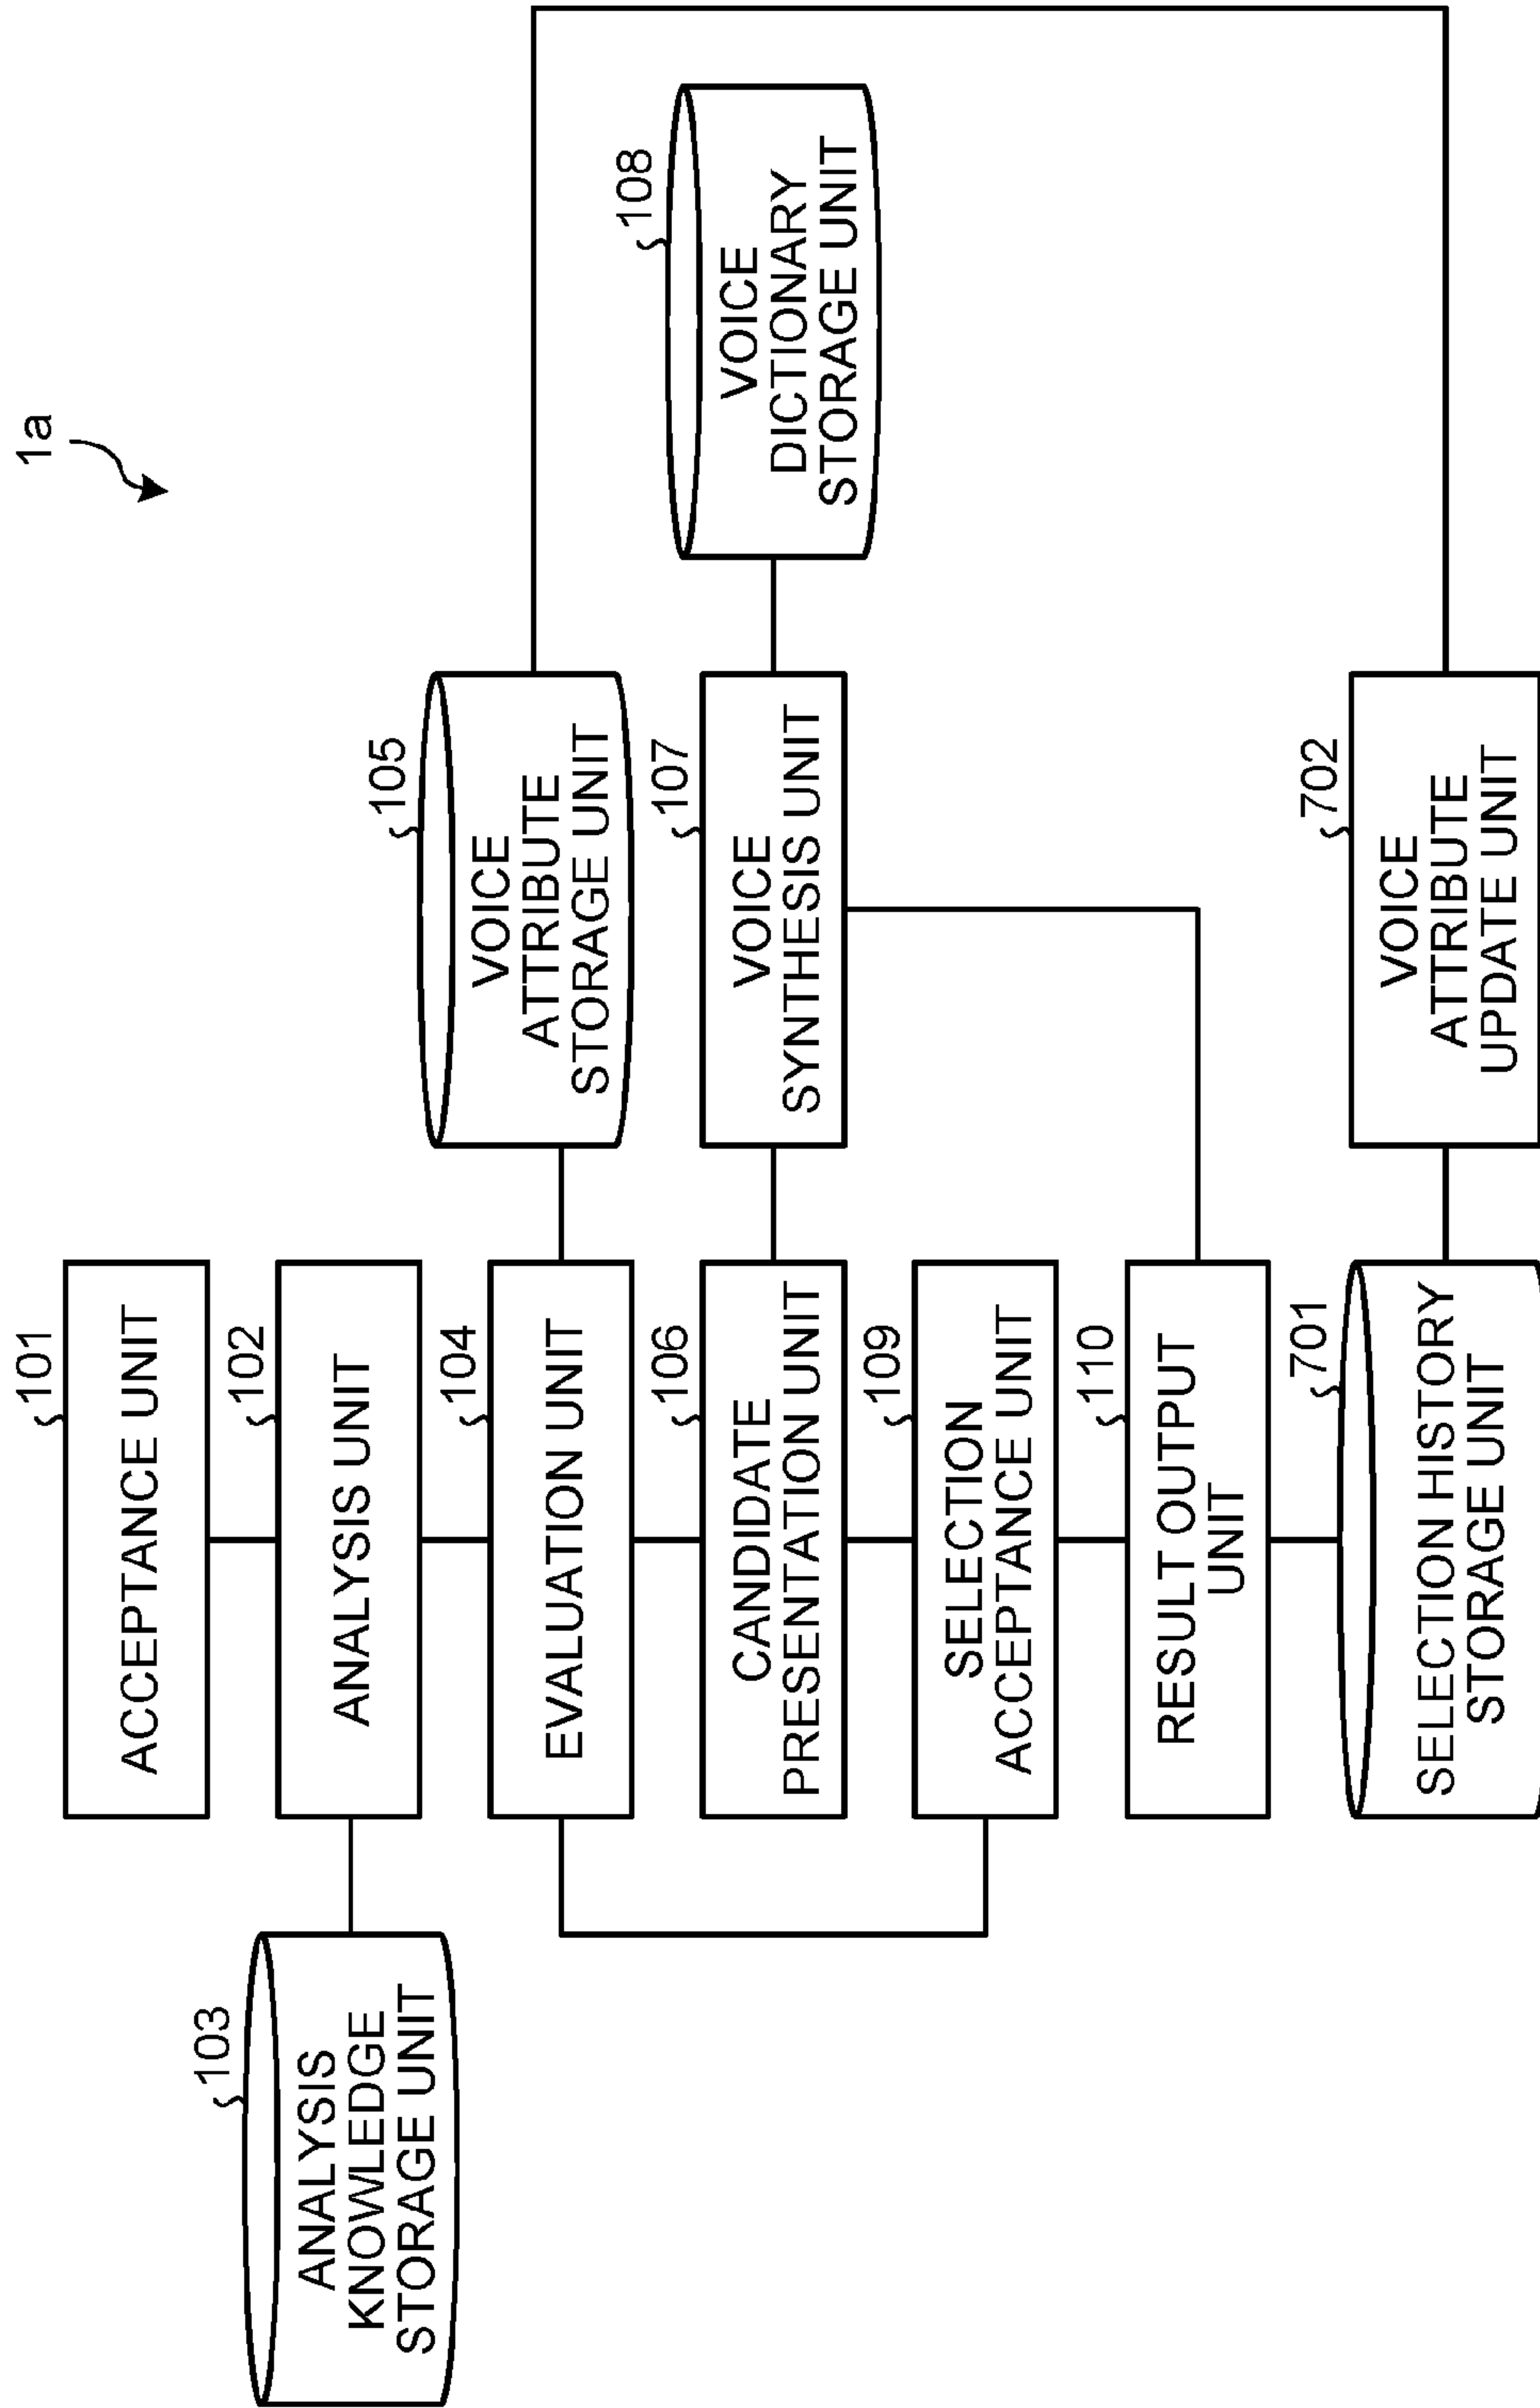 1a
101
ACCEPTANCE UNIT
102
ANALYSIS UNIT
103
ANALYSIS
KNOWLEDGE
STORAGE UNIT
104
EVALUATION UNIT
105
VOICE
ATTRIBUTE
STORAGE UNIT
106
CANDIDATE
PRESENTATION UNIT
107
VOICE
SYNTHESIS UNIT
108
VOICE
DICTIONARY
STORAGE UNIT
109
SELECTION
ACCEPTANCE UNIT
110
RESULT OUTPUT
UNIT
701
SELECTION HISTORY
STORAGE UNIT
702
VOICE
ATTRIBUTE
UPDATE UNIT